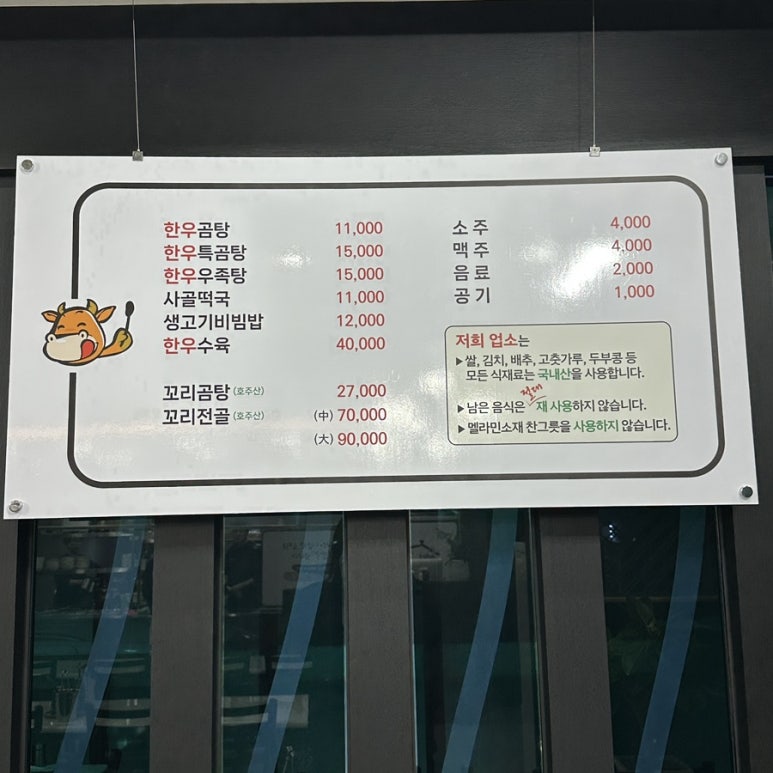 한우곰탕 11,000
한우특곰탕 15,000
한우우족탕 15,000
사골떡국 11,000
생고기비빔밥 12,000
한우수육 40,000
꼬리곰탕 (호주산) 27,000
꼬리전골 (호주산) (中) 70,000
(大) 90,000
소주 4,000
맥주 4,000
음료 2,000
공기 1,000
저희 업소는
▶쌀, 김치, 배추, 고춧가루, 두부콩 등
모든 식재료는 국내산을 사용합니다.
절대
▶남은 음식은 재 사용하지 않습니다.
▶멜라민소재 찬그릇을 사용하지 않습니다.